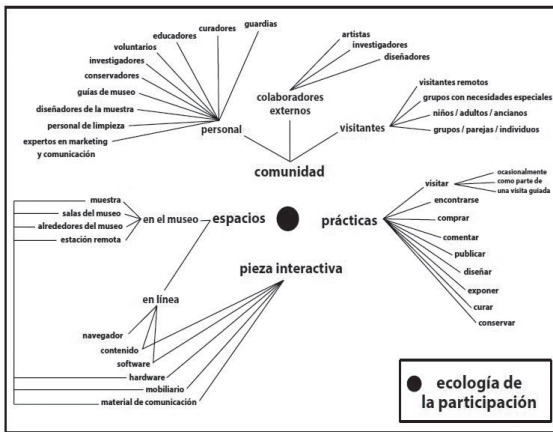 guardias
curadores
educadores
voluntarios
investigadores
conservadores
guías de museo
diseñadores de la muestra
personal de limpieza
expertos en marketing
y comunicación
personal
artistas
investigadores
diseñadores
colaboradores
externos
visitantes remotos
grupos con necesidades especiales
niños / adultos / ancianos
grupos / parejas / individuos
visitantes
comunidad
muestra
salas del museo
alrededores del museo
estación remota
en el museo
espacios
prácticas
visitar
ocasionalmente
como parte de
una visita guiada
encontrarse
comprar
comentar
publicar
diseñar
exponer
curar
conservar
pieza interactiva
en línea
navegador
contenido
software
hardware
mobiliario
material de comunicación
ecología de
la participación